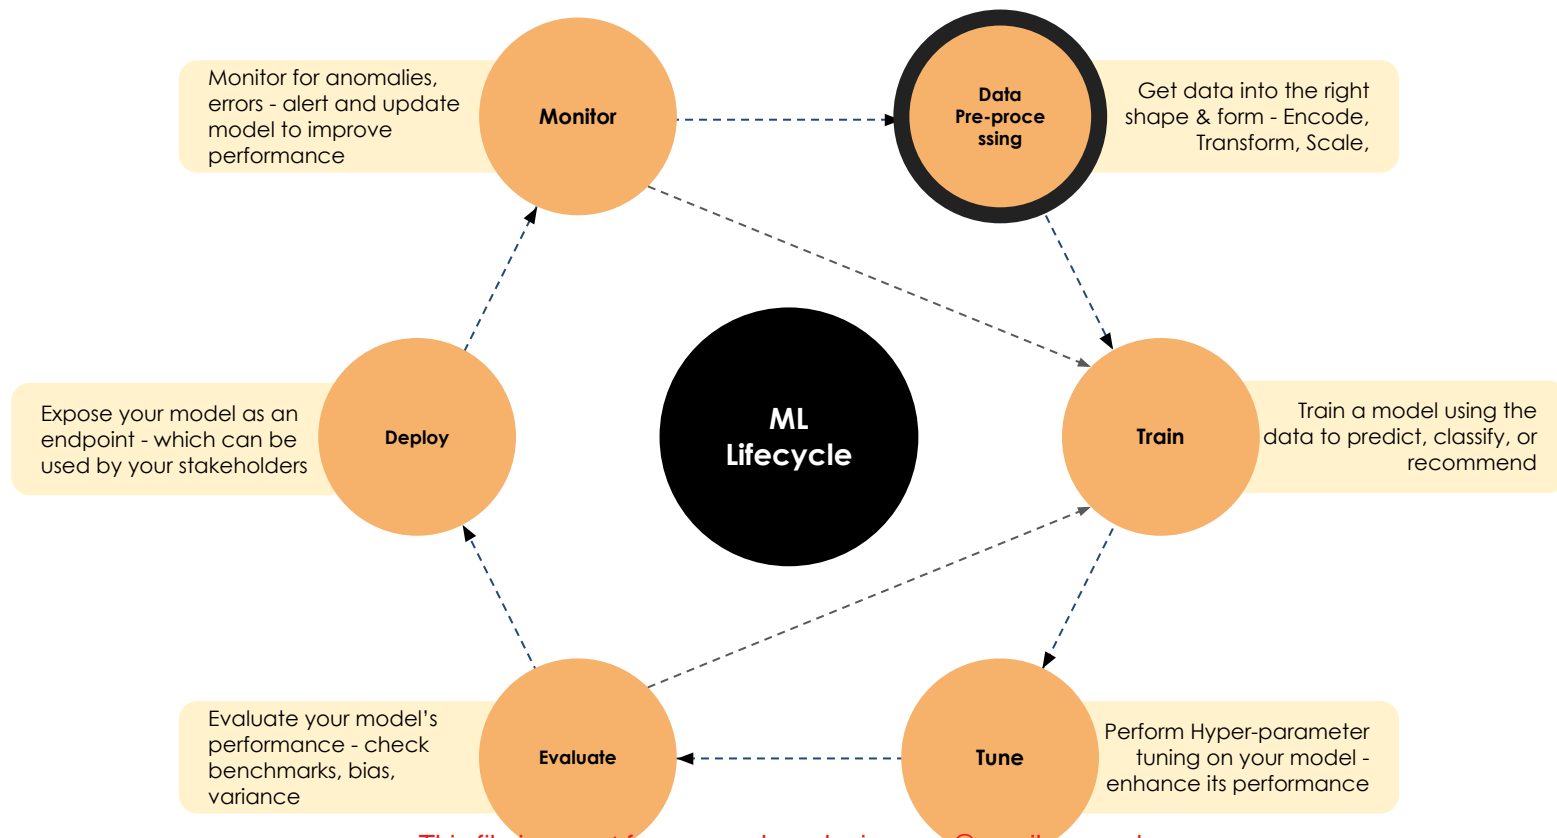 Monitor for anomalies,
errors - alert and update
model to improve
performance
Monitor
Data
Pre-proce
ssing
Get data into the right
shape & form - Encode,
Transform, Scale,
Expose your model as an
endpoint - which can be
used by your stakeholders
Deploy
ML
Lifecycle
Train
Train a model using the
data to predict, classify, or
recommend
Evaluate your model's
performance - check
benchmarks, bias,
variance
Evaluate
Tune
Perform Hyper-parameter
tuning on your model -
enhance its performance